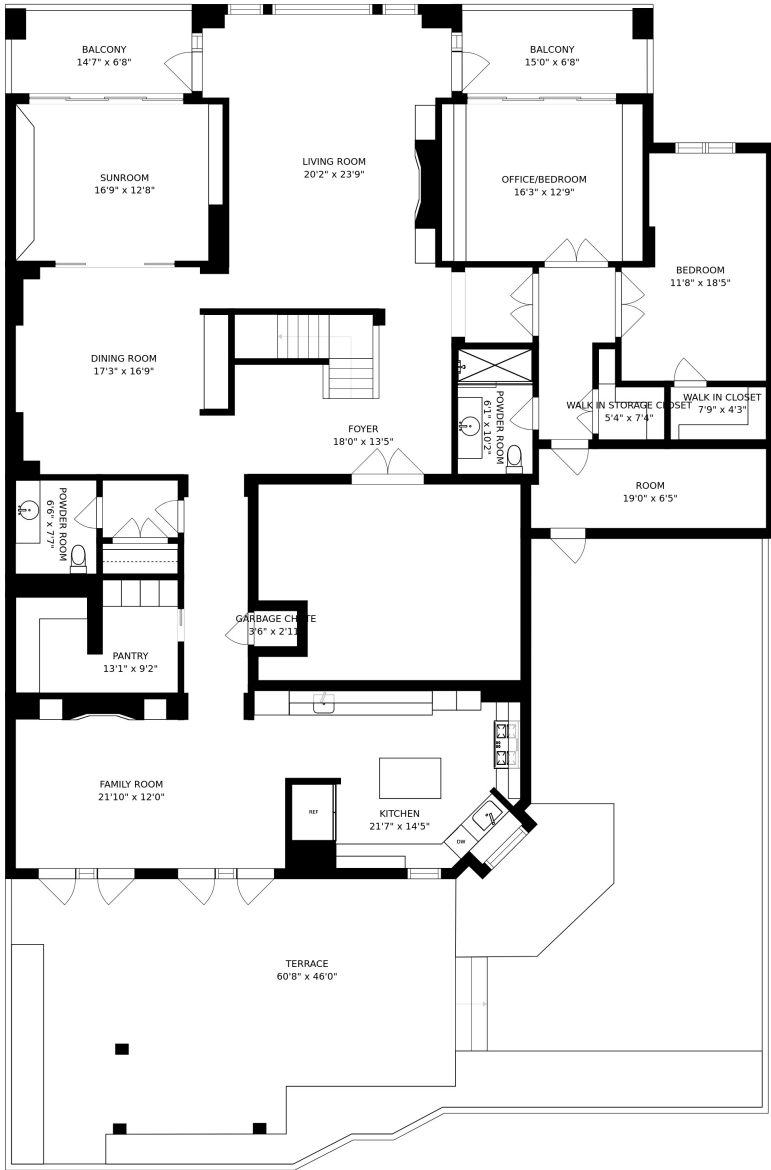 BALCONY
14'7" x 6'8"
BALCONY
15'0" x 6'8"
LIVING ROOM
20'2" x 23'9"
SUNROOM
16'9" x 12'8"
OFFICE/BEDROOM
16'3" x 12'9"
BEDROOM
11'8" x 18'5"
DINING ROOM
17'3" x 16'9"
WALK IN STORAGE CLOSET
5'4" x 7'4"
WALK IN CLOSET
7'9" x 4'3"
POWDER ROOM
6'1" x 10'2"
FOYER
18'0" x 13'5"
ROOM
19'0" x 6'5"
POWDER ROOM
6'6" x 7'7"
GARBAGE CHUTE
3'6" x 2'11
PANTRY
13'1" x 9'2"
FAMILY ROOM
21'10" x 12'0"
REF
KITCHEN
21'7" x 14'5"
DW
TERRACE
60'8" x 46'0"